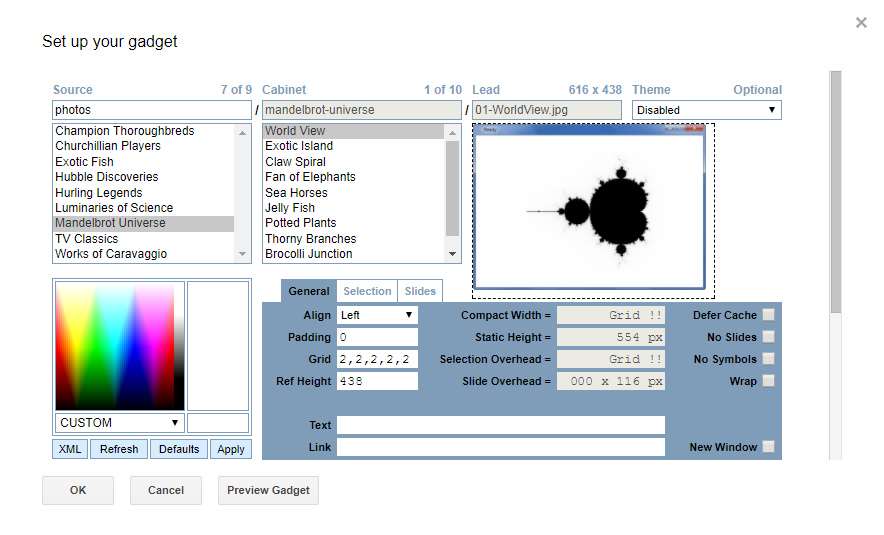 ×
Set up your gadget
Source 7 of 9 Cabinet 1 of 10 Lead 616 x 438 Theme Optional
photos / mandelbrot-universe / 01-WorldView.jpg Disabled
Champion Thoroughbreds
Churchillian Players
Exotic Fish
Hubble Discoveries
Hurling Legends
Luminaries of Science
Mandelbrot Universe
TV Classics
Works of Caravaggio
World View
Exotic Island
Claw Spiral
Fan of Elephants
Sea Horses
Jelly Fish
Potted Plants
Thorny Branches
Brocolli Junction
Ready
CUSTOM
XML Refresh Defaults Apply
General Selection Slides
Align Left Compact Width = Grid !! Defer Cache
Padding 0 Static Height = 554 px No Slides
Grid 2,2,2,2,2 Selection Overhead = Grid !! No Symbols
Ref Height 438 Slide Overhead = 000 x 116 px Wrap
Text
Link New Window
OK Cancel Preview Gadget